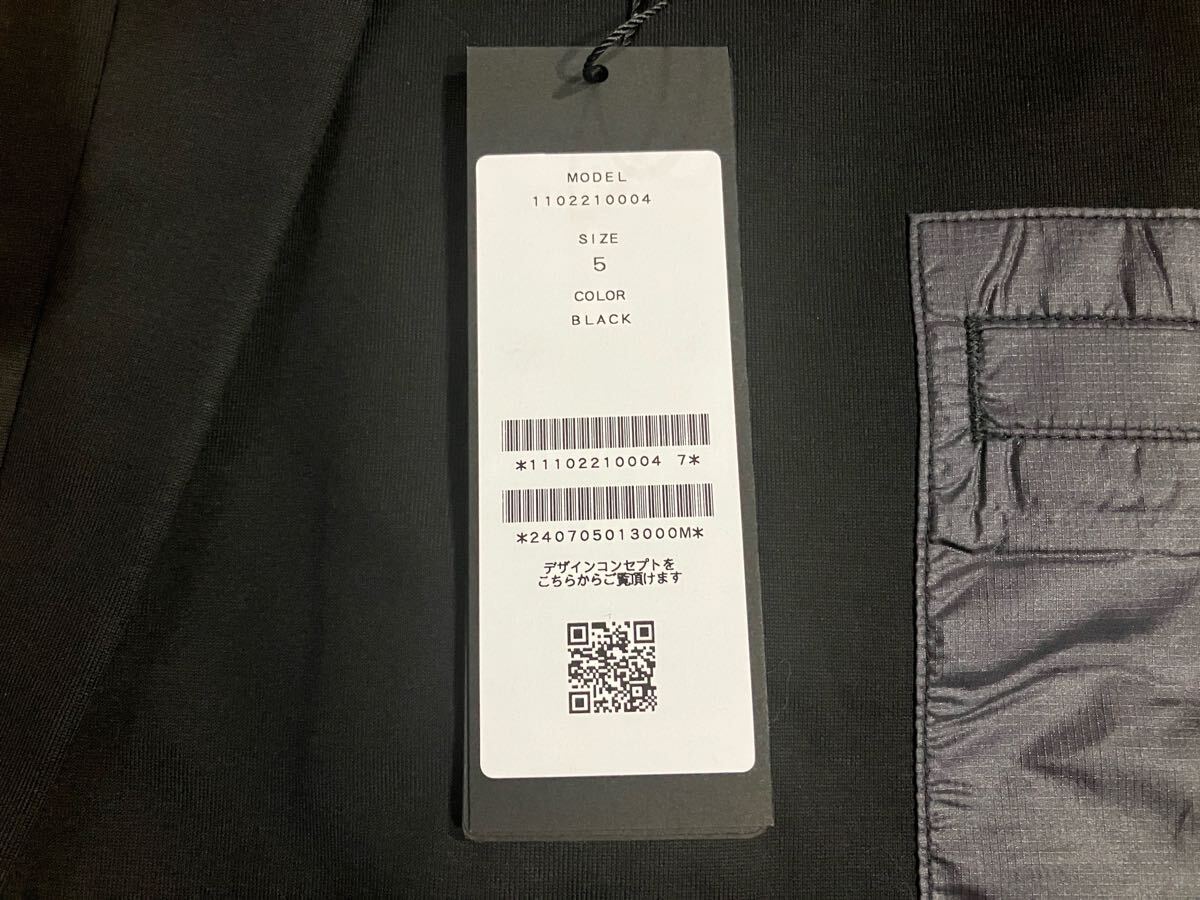 MODEL
1102210004
SIZE
5
COLOR
BLACK
*11102210004 7*
*240705013000M*
デザインコンセプトを
こちらからご覧頂けます